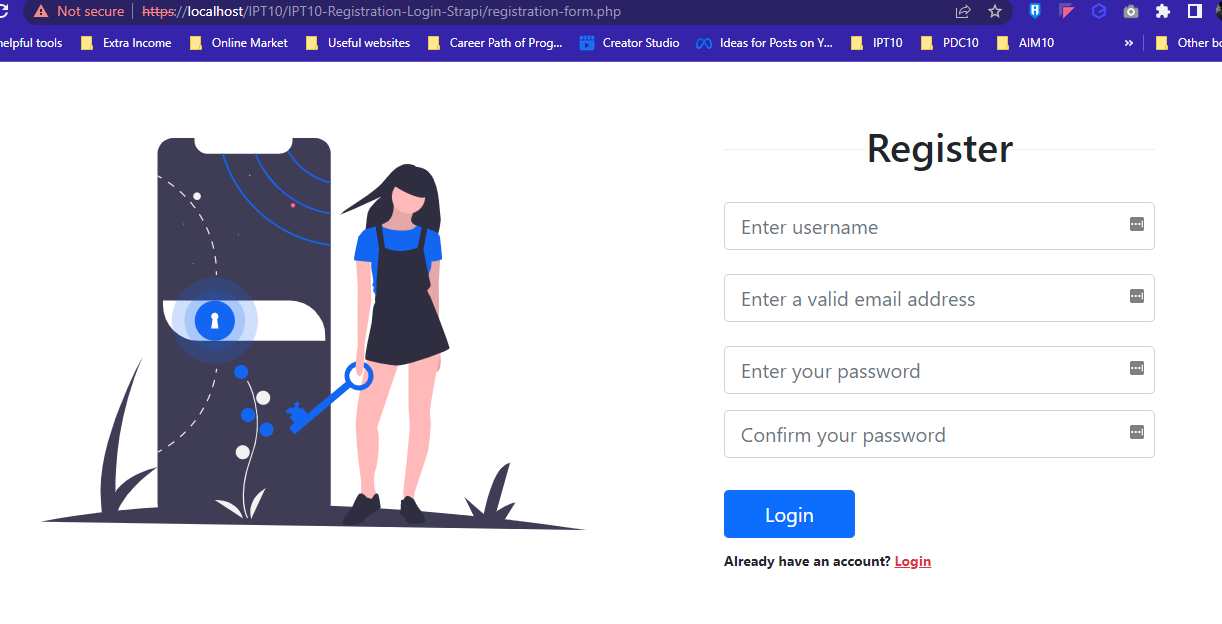 Not secure https://localhost/IPT10/IPT10-Registration-Login-Strapi/registration-form.php
helpful tools Extra Income Online Market Useful websites Career Path of Prog... Creator Studio Ideas for Posts on Y... IPT10 PDC10 AIM10 » Other bo
Register
Enter username
Enter a valid email address
Enter your password
Confirm your password
Login
Already have an account? Login